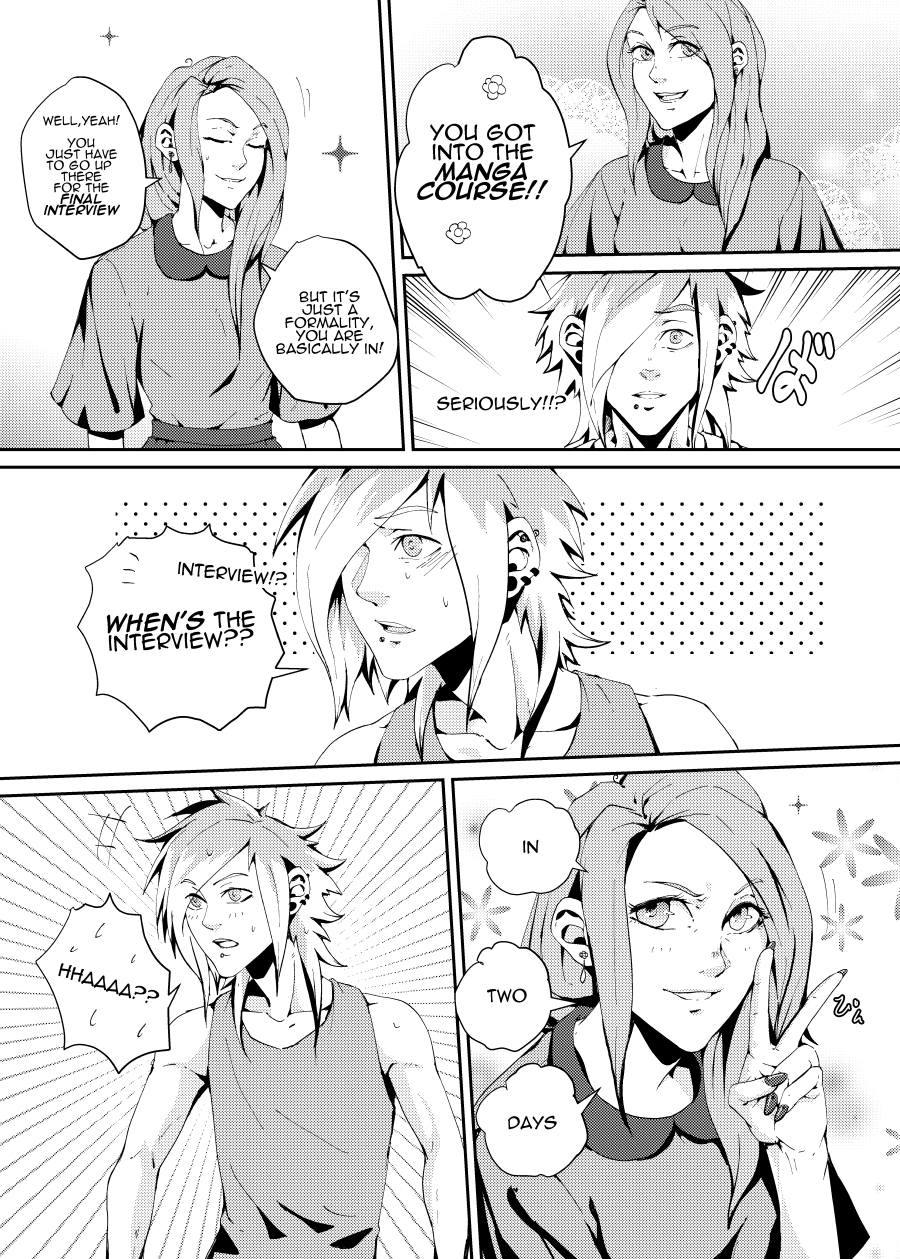 YOU GOT
INTO THE
MANGA
COURSE!!
SERIOUSLY!!?
ば
WELL,YEAH!
YOU
JUST HAVE
TO GO UP
THERE
FOR THE
FINAL
INTERVIEW
BUT IT'S
JUST A
FORMALITY,
YOU ARE
BASICALLY IN!
INTERVIEW!?
WHEN'S THE
INTERVIEW??
IN
TWO
DAYS
HHAAAA??